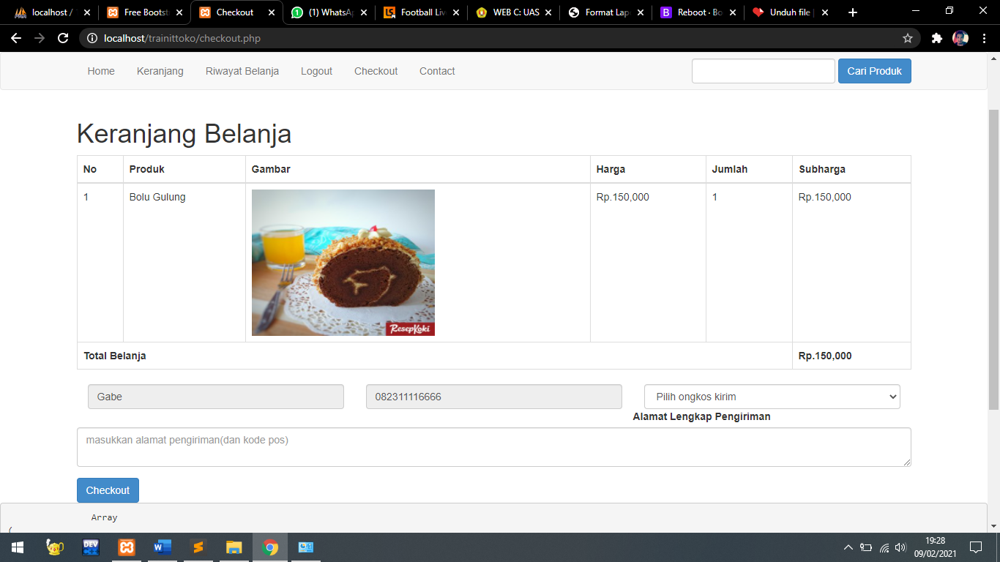 localhost /
Free Bootst
Checkout
(1) WhatsAp
Football Liv
WEB C: UAS
Format Lap
Reboot · Bo
Unduh file |
localhost/trainittoko/checkout.php
Home Keranjang Riwayat Belanja Logout Checkout Contact Cari Produk
Keranjang Belanja
No Produk Gambar Harga Jumlah Subharga
1 Bolu Gulung Rp.150,000 1 Rp.150,000
ResepKoki
Total Belanja Rp.150,000
Gabe 082311116666 Pilih ongkos kirim
Alamat Lengkap Pengiriman
masukkan alamat pengiriman(dan kode pos)
Checkout
Array
(
DEV
19:28
09/02/2021